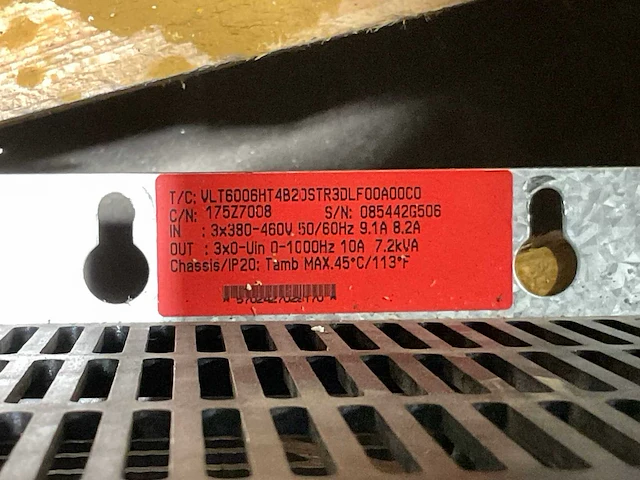 T/C: VLT6006HT4B20STR3DLF00A00C0
C/N: 175Z7008 S/N: 085442G506
IN : 3x380-460V 50/60Hz 9.1A 8.2A
OUT : 3x0-Uin 0-1000Hz 10A 7.2kVA
Chassis/IP20: Tamb MAX.45°C/113°F